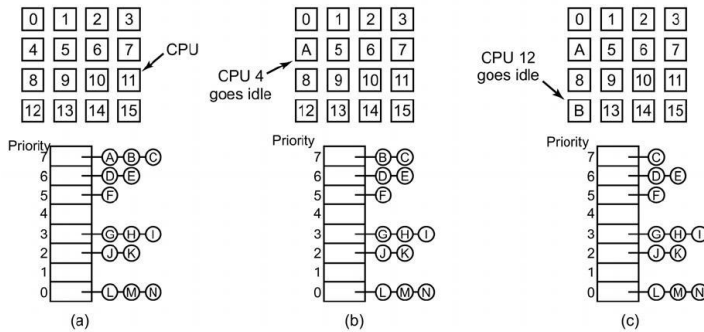 0 1 2 3
4 5 6 7
8 9 10 11
12 13 14 15
CPU
Priority
7 A B C
6 D E
5 F
4
3 G H I
2 J K
1
0 L M N
(a)
0 1 2 3
A 5 6 7
8 9 10 11
12 13 14 15
CPU 4
goes idle
Priority
7 B C
6 D E
5 F
4
3 G H I
2 J K
1
0 L M N
(b)
0 1 2 3
A 5 6 7
8 9 10 11
B 13 14 15
CPU 12
goes idle
Priority
7 C
6 D E
5 F
4
3 G H I
2 J K
1
0 L M N
(c)